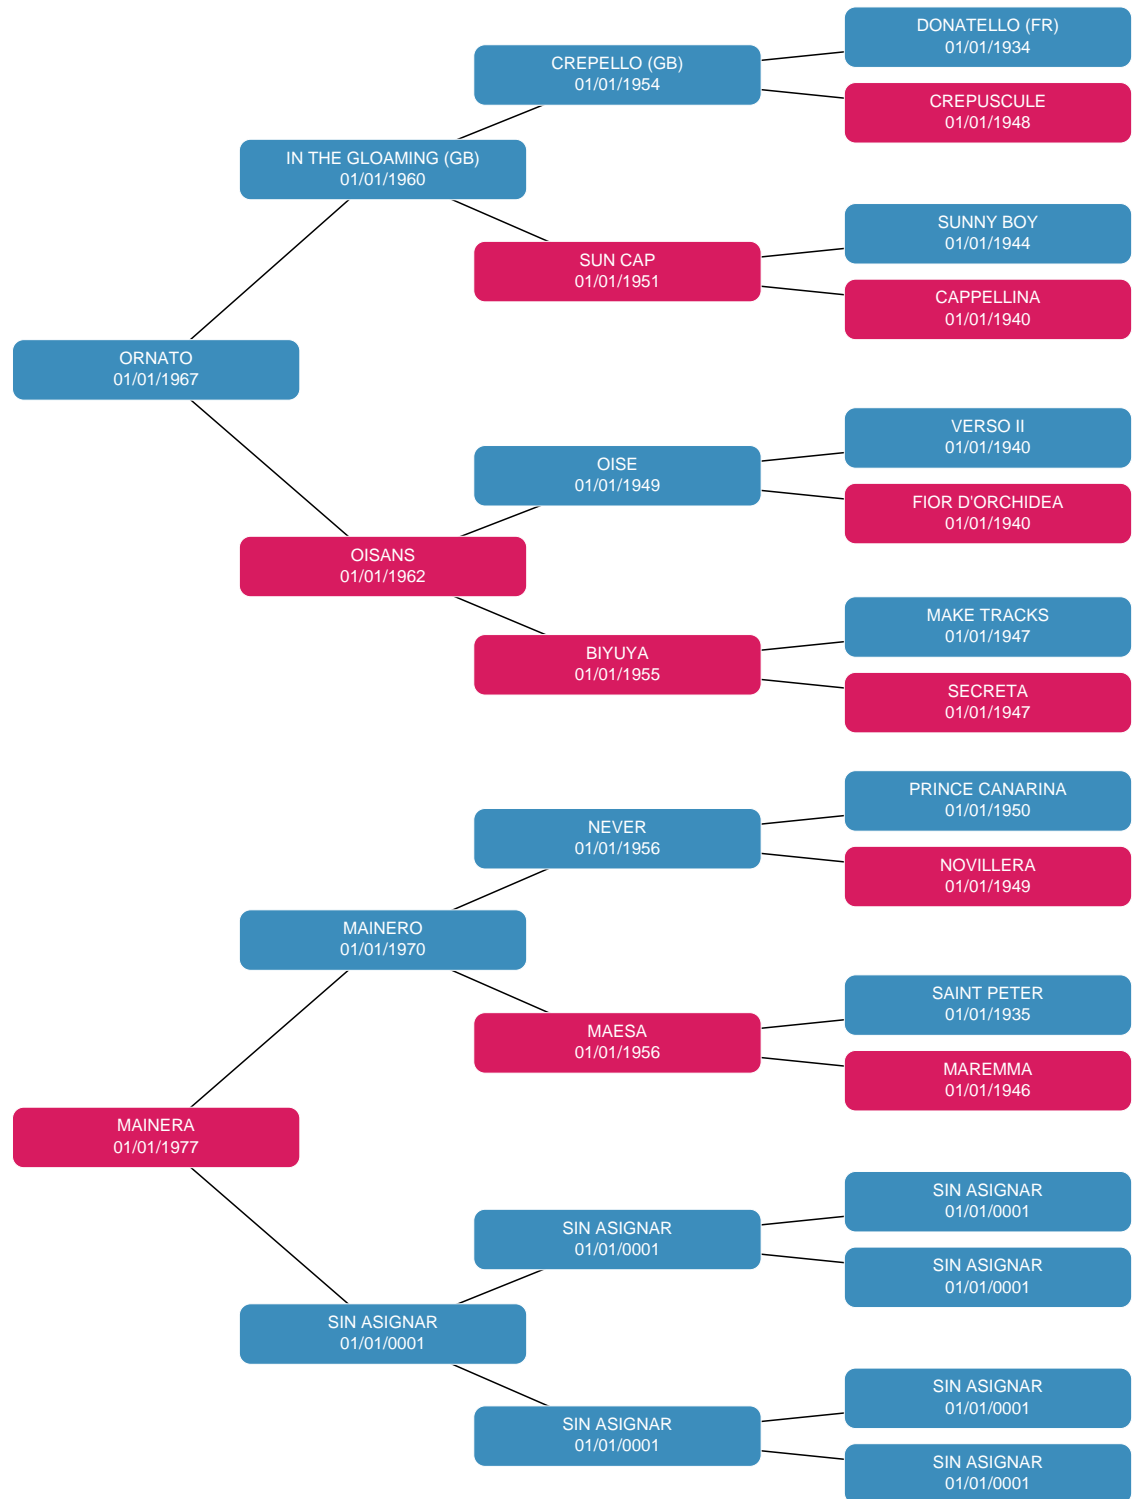 DONATELLO (FR)
01/01/1934
CREPELLO (GB)
01/01/1954
CREPUSCULE
01/01/1948
IN THE GLOAMING (GB)
01/01/1960
SUNNY BOY
01/01/1944
SUN CAP
01/01/1951
CAPPELLINA
01/01/1940
ORNATO
01/01/1967
VERSO II
01/01/1940
OISE
01/01/1949
FIOR D'ORCHIDEA
01/01/1940
OISANS
01/01/1962
MAKE TRACKS
01/01/1947
BIYUYA
01/01/1955
SECRETA
01/01/1947
PRINCE CANARINA
01/01/1950
NEVER
01/01/1956
NOVILLERA
01/01/1949
MAINERO
01/01/1970
SAINT PETER
01/01/1935
MAESA
01/01/1956
MAREMMA
01/01/1946
MAINERA
01/01/1977
SIN ASIGNAR
01/01/0001
SIN ASIGNAR
01/01/0001
SIN ASIGNAR
01/01/0001
SIN ASIGNAR
01/01/0001
SIN ASIGNAR
01/01/0001
SIN ASIGNAR
01/01/0001
SIN ASIGNAR
01/01/0001